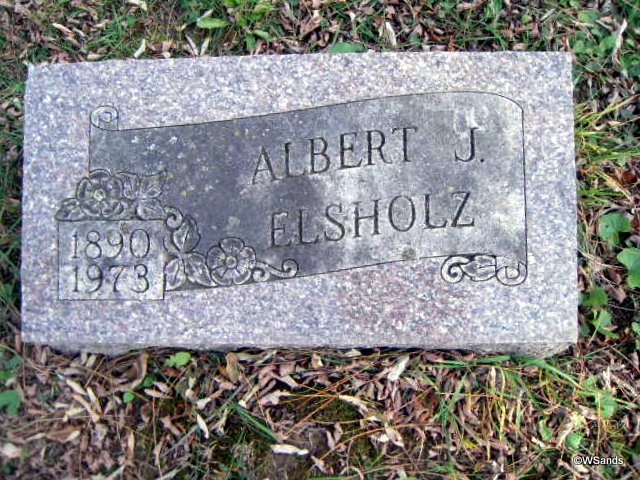 ALBERT J.
ELSHOLZ
1890
1973
©WSands